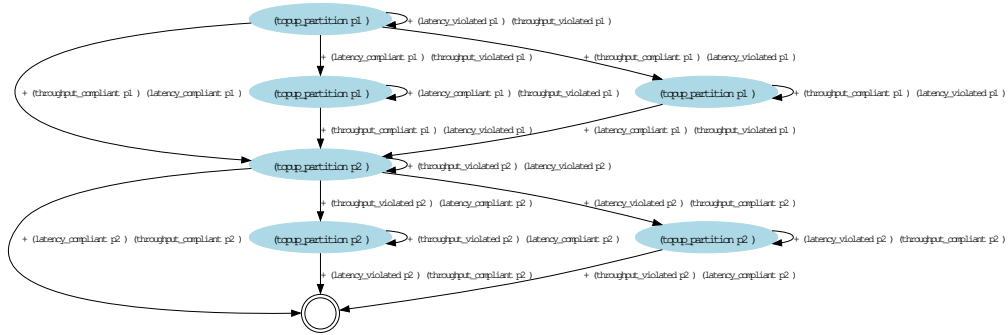 (topup_partition p1 )
+ (latency_violated p1 ) (throughput_violated p1 )
+ (latency_compliant p1 ) (throughput_violated p1 )
+ (throughput_compliant p1 ) (latency_violated p1 )
+ (throughput_compliant p1 ) (latency_compliant p1 )
(topup_partition p1 )
+ (latency_compliant p1 ) (throughput_violated p1 )
(topup_partition p1 )
+ (throughput_compliant p1 ) (latency_violated p1 )
+ (throughput_compliant p1 ) (latency_violated p1 )
+ (latency_compliant p1 ) (throughput_violated p1 )
(topup_partition p2 )
+ (throughput_violated p2 ) (latency_violated p2 )
+ (throughput_violated p2 ) (latency_compliant p2 )
+ (latency_violated p2 ) (throughput_compliant p2 )
+ (latency_compliant p2 ) (throughput_compliant p2 )
(topup_partition p2 )
+ (throughput_violated p2 ) (latency_compliant p2 )
(topup_partition p2 )
+ (latency_violated p2 ) (throughput_compliant p2 )
+ (latency_violated p2 ) (throughput_compliant p2 )
+ (throughput_violated p2 ) (latency_compliant p2 )